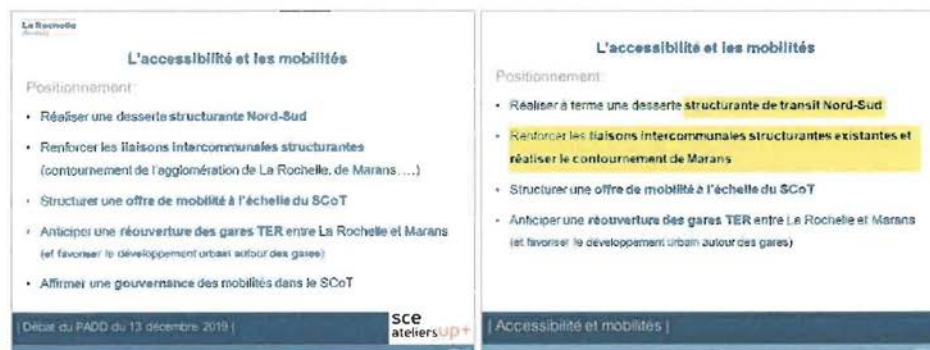 La Rochelle
L'accessibilité et les mobilités
Positionnement:
• Réaliser une desserte structurante Nord-Sud
• Renforcer les liaisons intercommunales structurantes
(contournement de l'agglomération de La Rochelle, de Marans....)
• Structurer une offre de mobilité à l'échelle du SCoT
• Anticiper une réouverture des gares TER entre La Rochelle et Marans
(et favoriser le développement urbain autour des gares)
• Affirmer une gouvernance des mobilités dans le SCoT
| Débat du PADD du 13 décembre 2019 |
sce
ateliers up+
L'accessibilité et les mobilités
Positionnement:
• Réaliser à terme une desserte structurante de transit Nord-Sud
• Renforcer les liaisons intercommunales structurantes existantes et
réaliser le contournement de Marans
• Structurer une offre de mobilité à l'échelle du SCoT
• Anticiper une réouverture des gares TER entre La Rochelle et Marans
(et favoriser le développement urbain autour des gares)
| Accessibilité et mobilités |